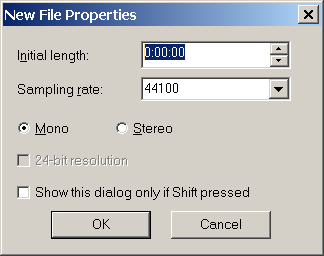 New File Properties
Initial length: 0:00:00
Sampling rate: 44100
Mono Stereo
24-bit resolution
Show this dialog only if Shift pressed
OK Cancel